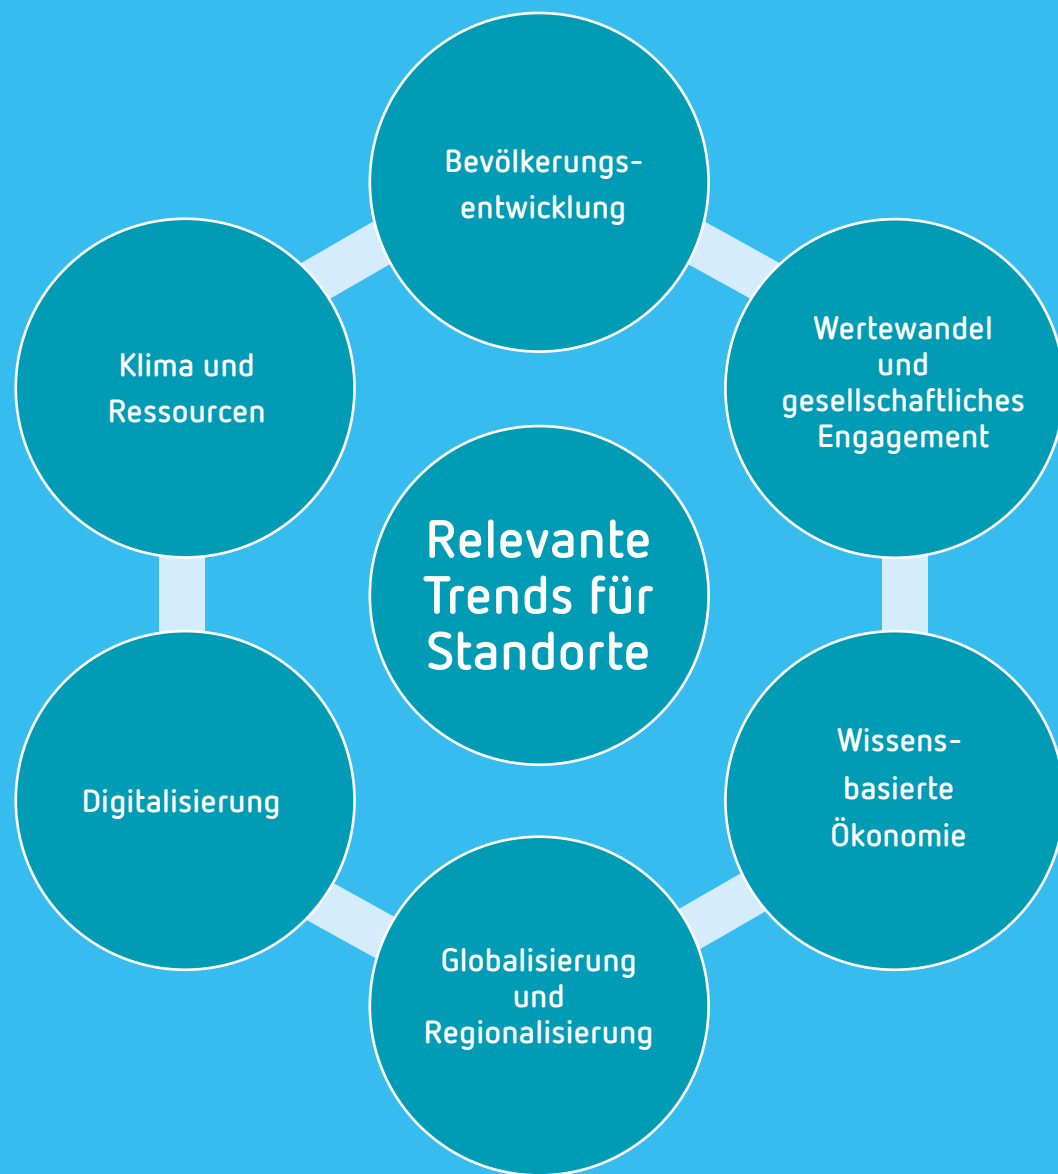 Bevölkerungs-
entwicklung
Wertewandel
und
gesellschaftliches
Engagement
Klima und
Ressourcen
Relevante
Trends für
Standorte
Wissens-
basierte
Ökonomie
Digitalisierung
Globalisierung
und
Regionalisierung